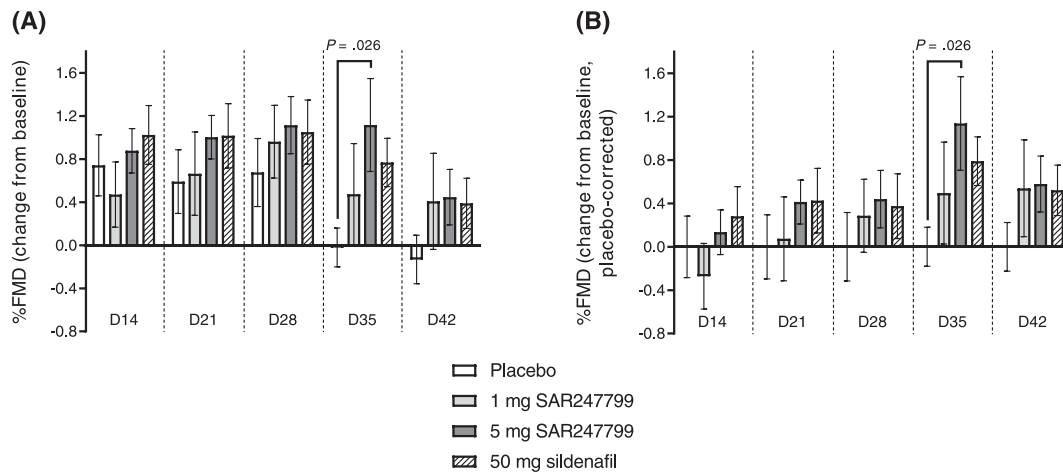 (A)
P = .026
%FMD (change from baseline)
1.6
1.2
0.8
0.4
0.0
-0.4
-0.8
D14 D21 D28 D35 D42
(B)
P = .026
%FMD (change from baseline,
placebo-corrected)
1.6
1.2
0.8
0.4
0.0
-0.4
-0.8
D14 D21 D28 D35 D42
Placebo
1 mg SAR247799
5 mg SAR247799
50 mg sildenafil